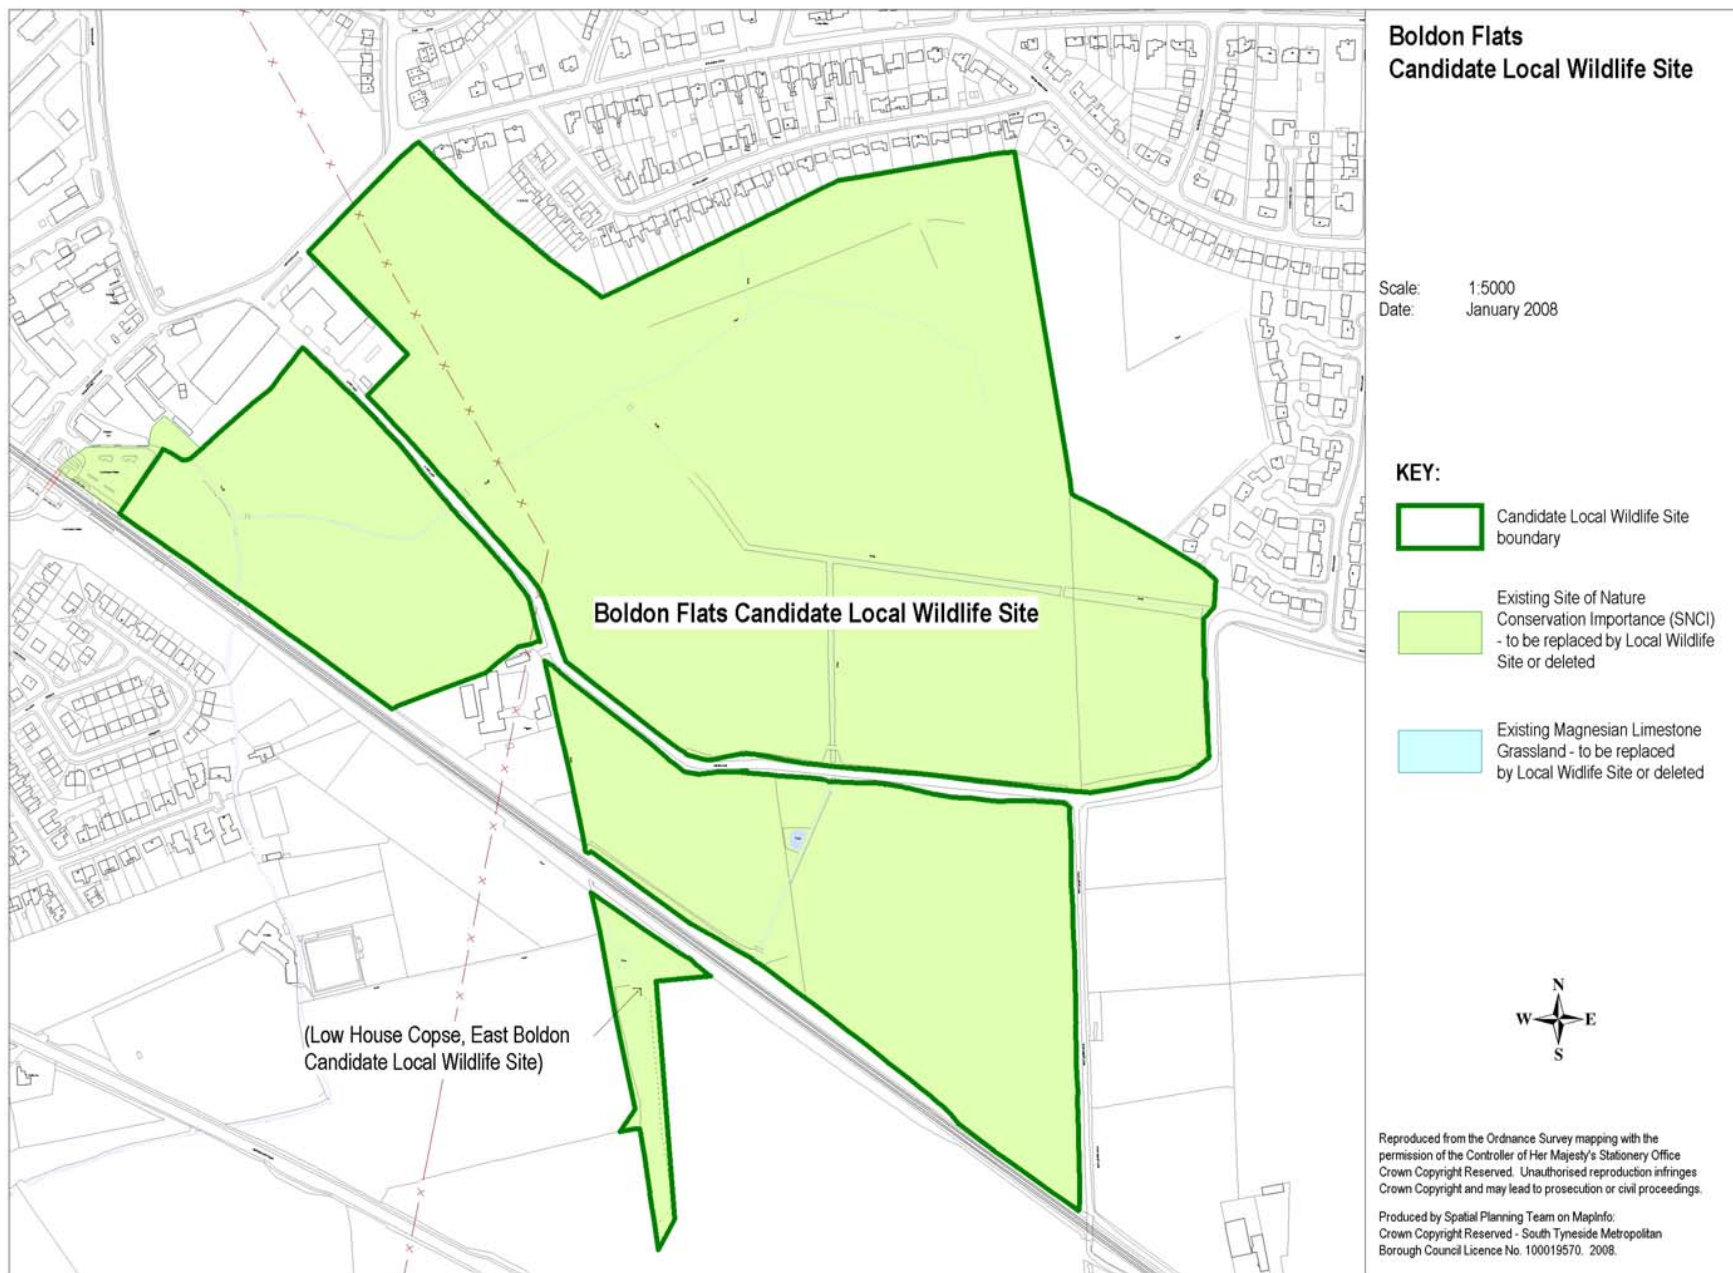 Boldon Flats
Candidate Local Wildlife Site
Scale: 1:5000
Date: January 2008
KEY:
Candidate Local Wildlife Site
boundary
Existing Site of Nature
Conservation Importance (SNCI)
- to be replaced by Local Wildlife
Site or deleted
Existing Magnesian Limestone
Grassland - to be replaced
by Local Widlife Site or deleted
Boldon Flats Candidate Local Wildlife Site
(Low House Copse, East Boldon
Candidate Local Wildlife Site)
N
W E
S
Reproduced from the Ordnance Survey mapping with the
permission of the Controller of Her Majesty's Stationery Office
Crown Copyright Reserved. Unauthorised reproduction infringes
Crown Copyright and may lead to prosecution or civil proceedings.
Produced by Spatial Planning Team on MapInfo:
Crown Copyright Reserved - South Tyneside Metropolitan
Borough Council Licence No. 100019570. 2008.